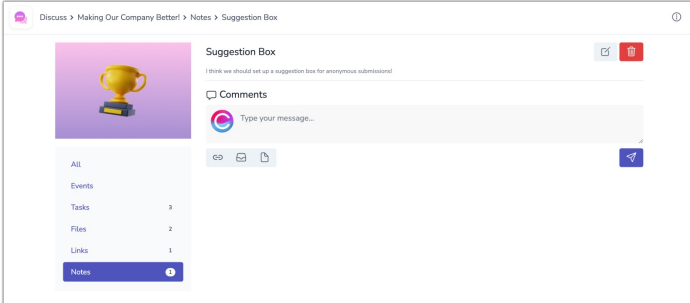 Discuss > Making Our Company Better! > Notes > Suggestion Box
Suggestion Box
I think we should set up a suggestion box for anonymous submissions!
Comments
Type your message...
All
Events
Tasks 3
Files 2
Links 1
Notes 1